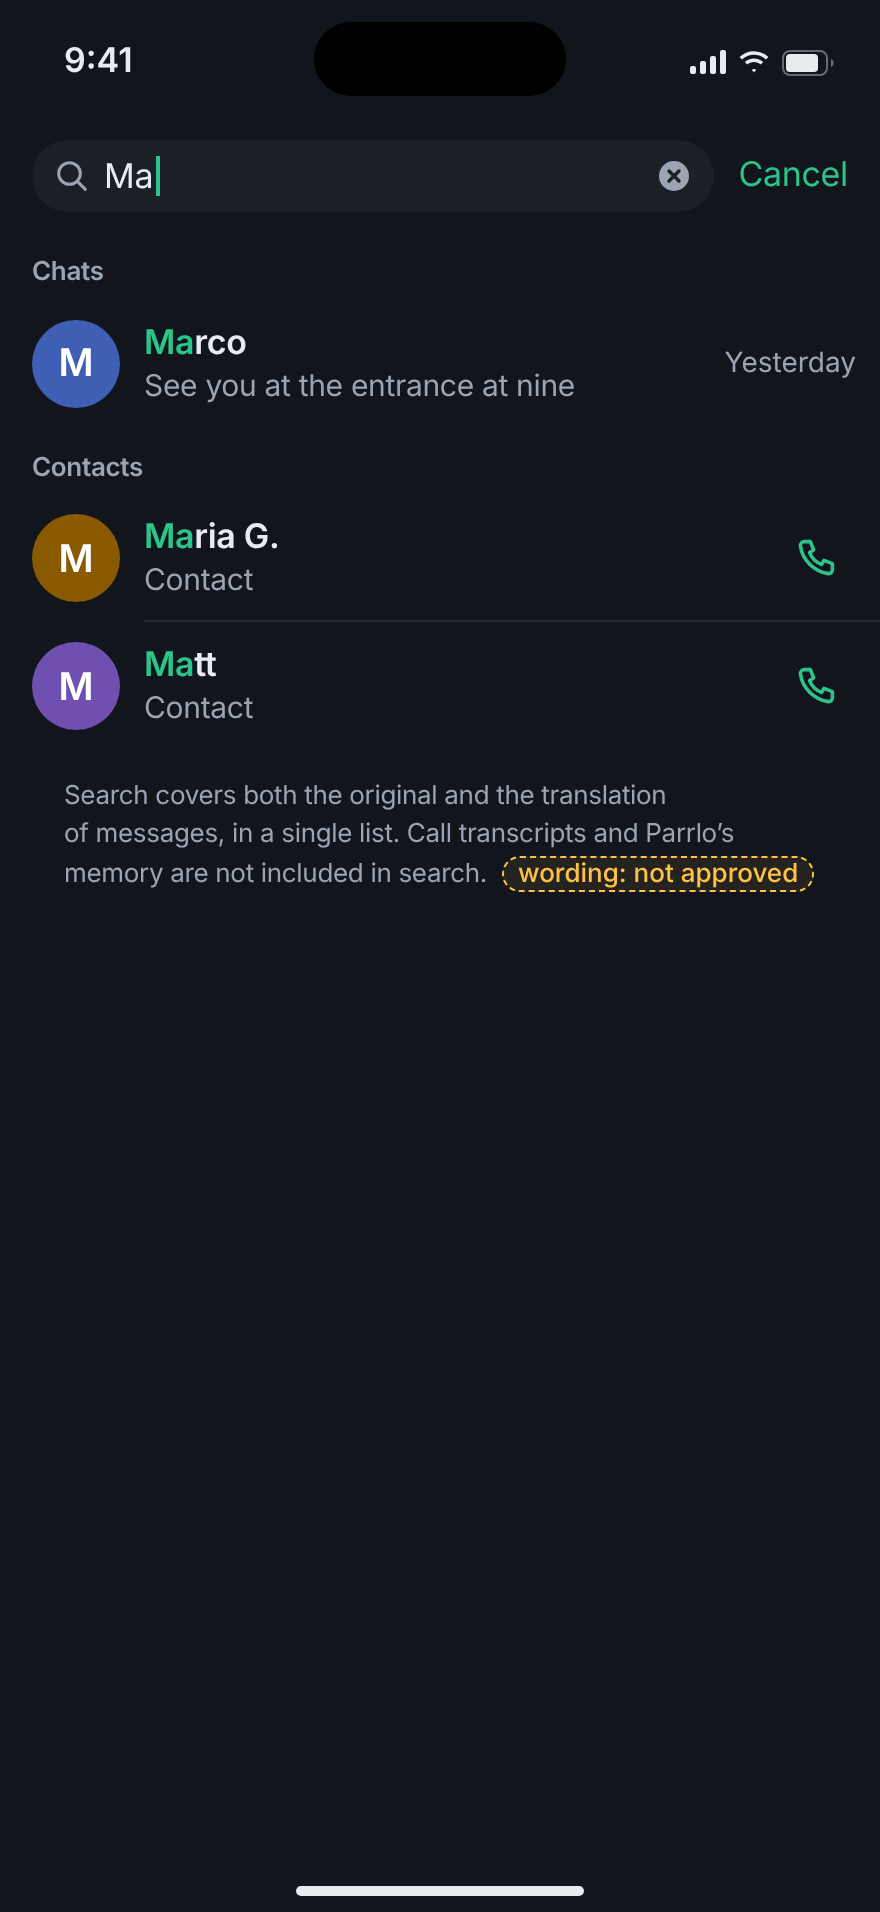 9:41
Ma
Cancel
Chats
M
Marco
See you at the entrance at nine
Yesterday
Contacts
M
Maria G.
Contact
M
Matt
Contact
Search covers both the original and the translation
of messages, in a single list. Call transcripts and Parrlo’s
memory are not included in search. wording: not approved